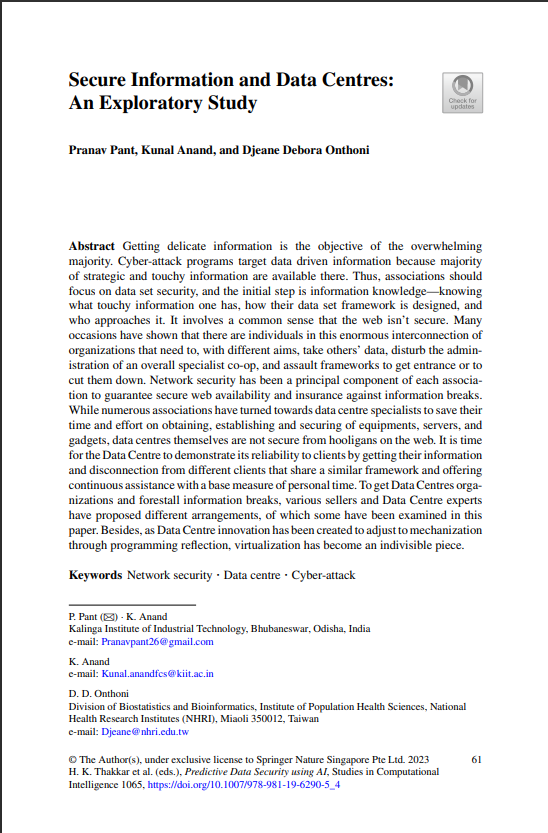 Secure Information and Data Centres:
An Exploratory Study
Check for
updates
Pranav Pant, Kunal Anand, and Djeane Debora Onthoni
Abstract Getting delicate information is the objective of the overwhelming
majority. Cyber-attack programs target data driven information because majority
of strategic and touchy information are available there. Thus, associations should
focus on data set security, and the initial step is information knowledge—knowing
what touchy information one has, how their data set framework is designed, and
who approaches it. It involves a common sense that the web isn't secure. Many
occasions have shown that there are individuals in this enormous interconnection of
organizations that need to, with different aims, take others' data, disturb the admin-
istration of an overall specialist co-op, and assault frameworks to get entrance or to
cut them down. Network security has been a principal component of each associa-
tion to guarantee secure web availability and insurance against information breaks.
While numerous associations have turned towards data centre specialists to save their
time and effort on obtaining, establishing and securing of equipments, servers, and
gadgets, data centres themselves are not secure from hooligans on the web. It is time
for the Data Centre to demonstrate its reliability to clients by getting their information
and disconnection from different clients that share a similar framework and offering
continuous assistance with a base measure of personal time. To get Data Centres orga-
nizations and forestall information breaks, various sellers and Data Centre experts
have proposed different arrangements, of which some have been examined in this
paper. Besides, as Data Centre innovation has been created to adjust to mechanization
through programming reflection, virtualization has become an indivisible piece.
Keywords Network security · Data centre · Cyber-attack
P. Pant (✉) · K. Anand
Kalinga Institute of Industrial Technology, Bhubaneswar, Odisha, India
e-mail: Pranavpant26@gmail.com
K. Anand
e-mail: Kunal.anandfcs@kiit.ac.in
D. D. Onthoni
Division of Biostatistics and Bioinformatics, Institute of Population Health Sciences, National
Health Research Institutes (NHRI), Miaoli 350012, Taiwan
e-mail: Djeane@nhri.edu.tw
© The Author(s), under exclusive license to Springer Nature Singapore Pte Ltd. 2023 61
H. K. Thakkar et al. (eds.), Predictive Data Security using AI, Studies in Computational
Intelligence 1065, https://doi.org/10.1007/978-981-19-6290-5_4